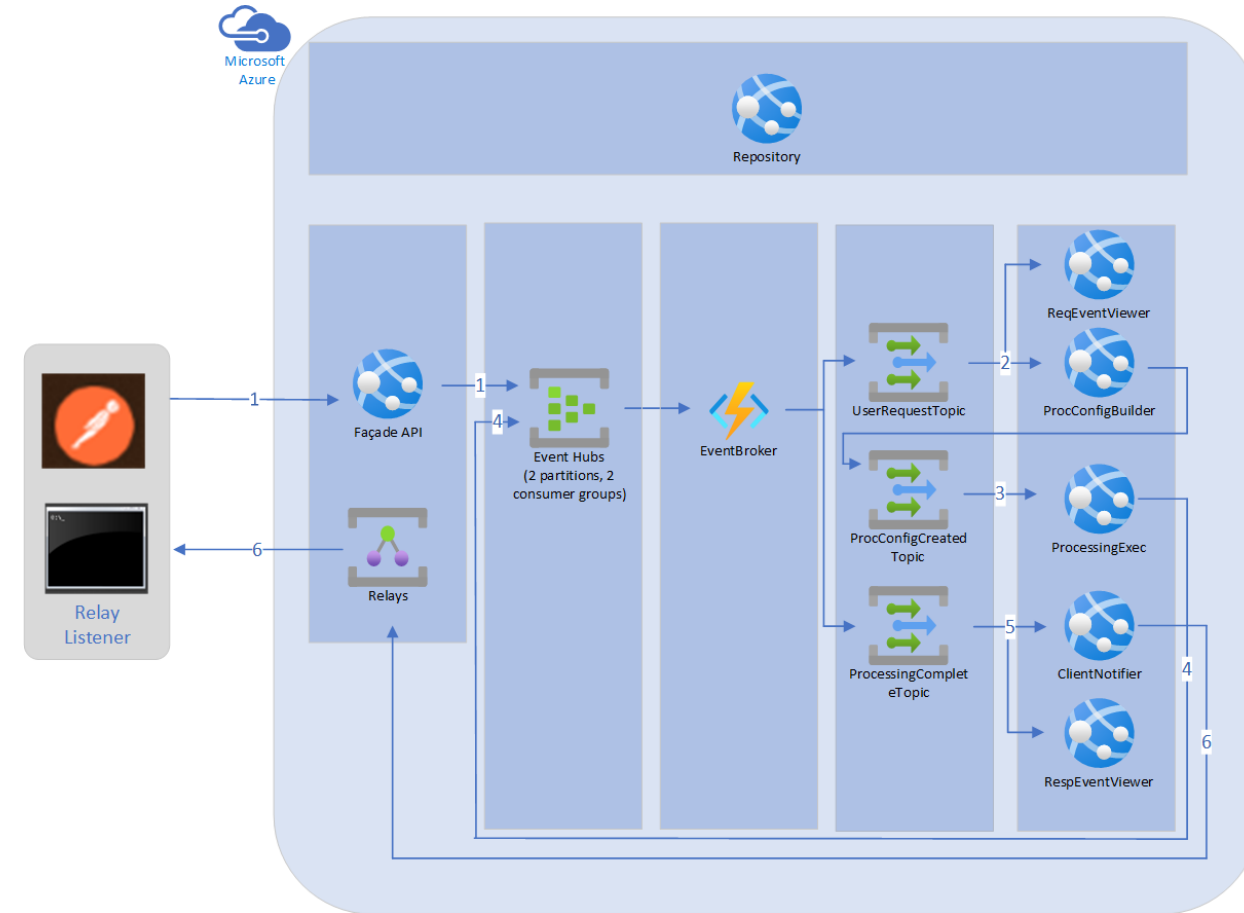 Microsoft
Azure
Repository
1
Façade API
1
4
Event Hubs
(2 partitions, 2
consumer groups)
EventBroker
UserRequestTopic
2
ReqEventViewer
ProcConfigBuilder
ProcConfigCreated
Topic
3
ProcessingExec
6
Relays
Relay
Listener
ProcessingComplet
eTopic
5
ClientNotifier
4
6
RespEventViewer